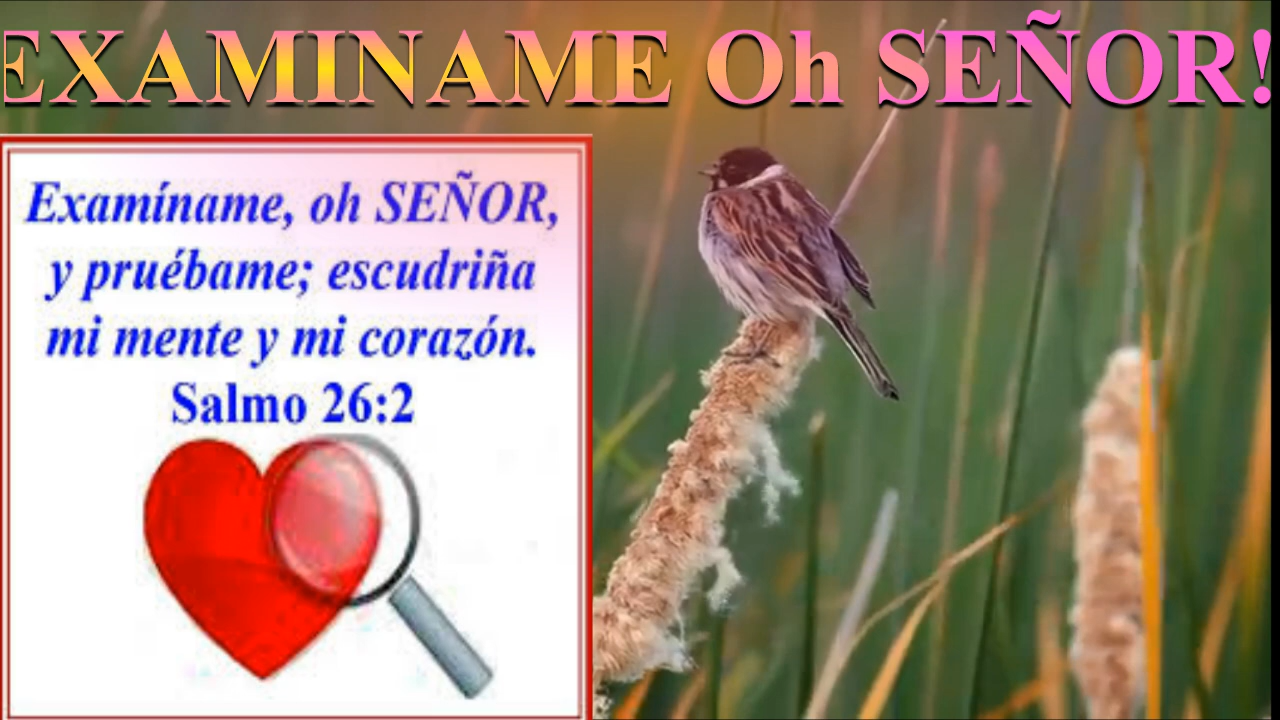 EXAMINAME Oh SEÑOR!
Examíname, oh SEÑOR,
y pruébame; escudriña
mi mente y mi corazón.
Salmo 26:2